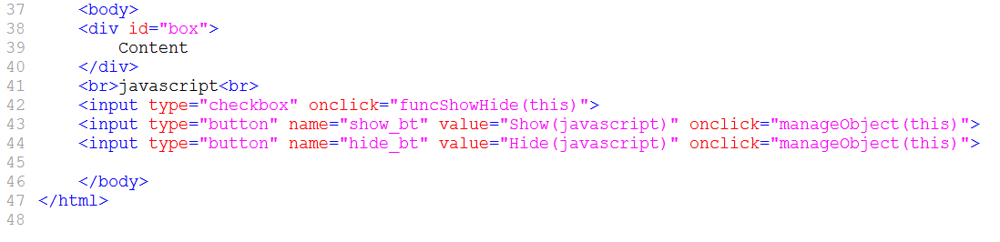 37 <body>
38 <div id="box">
39 Content
40 </div>
41 <br>javascript<br>
42 <input type="checkbox" onclick="funcShowHide(this)">
43 <input type="button" name="show_bt" value="Show(javascript)" onclick="manageObject(this)">
44 <input type="button" name="hide_bt" value="Hide(javascript)" onclick="manageObject(this)">
45
46 </body>
47 </html>
48